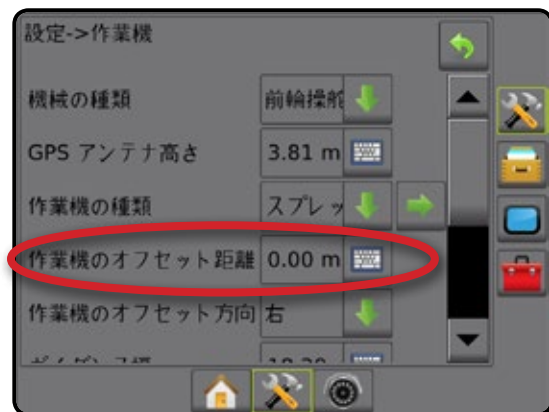 設定->作業機
機械の種類 前輪操舵
GPS アンテナ高さ 3.81 m
作業機の種類 スプレッ
作業機のオフセット距離 0.00 m
作業機のオフセット方向 右